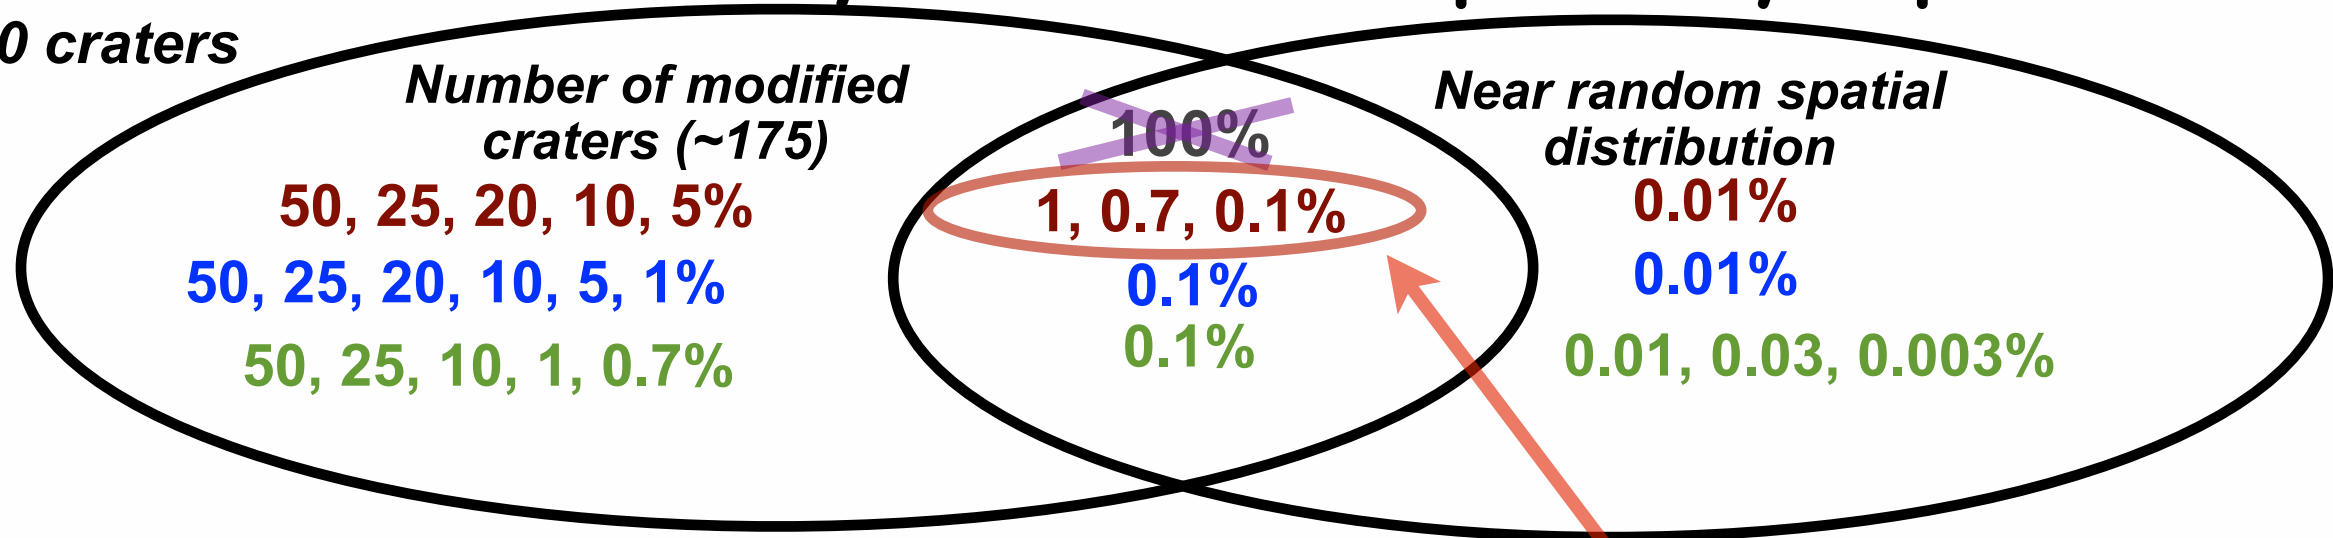 0 craters
Number of modified
craters (~175)
50, 25, 20, 10, 5%
50, 25, 20, 10, 5, 1%
50, 25, 10, 1, 0.7%
100%
1, 0.7, 0.1%
0.1%
0.1%
Near random spatial
distribution
0.01%
0.01%
0.01, 0.03, 0.003%